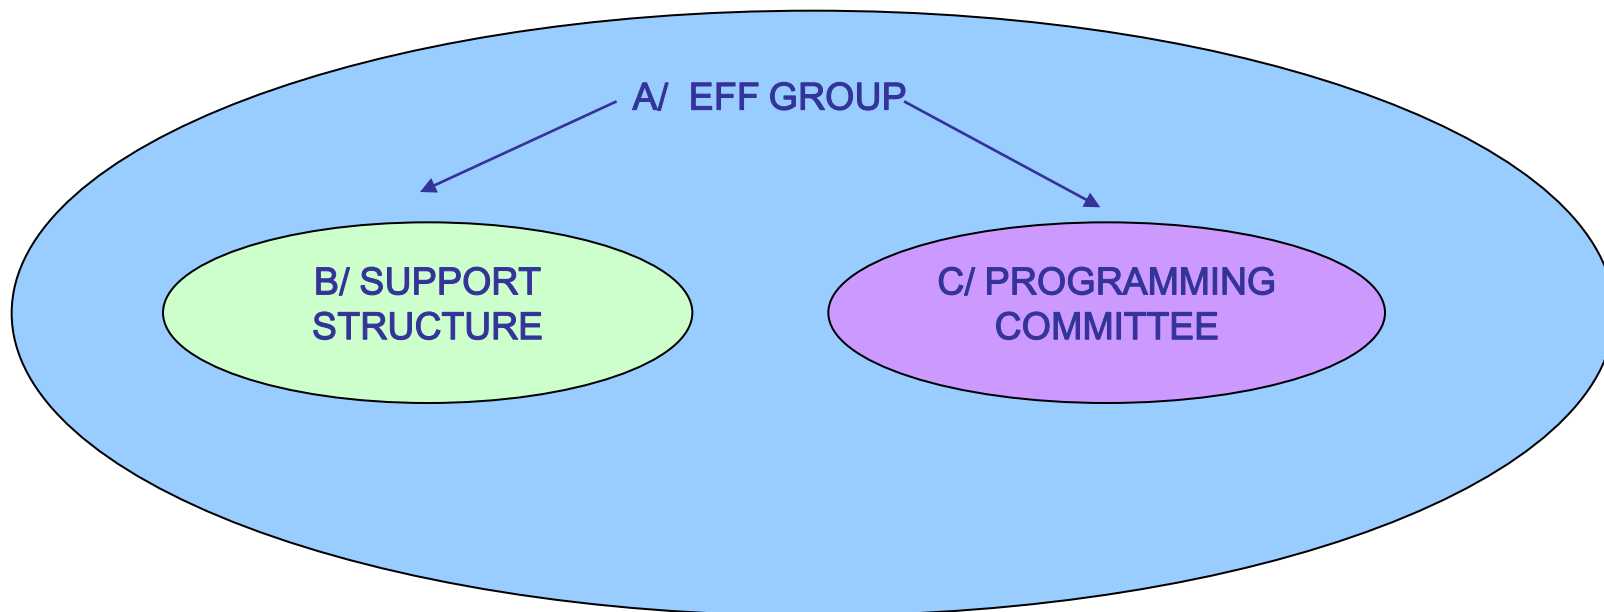 A/ EFF GROUP
B/ SUPPORT
STRUCTURE
C/ PROGRAMMING
COMMITTEE